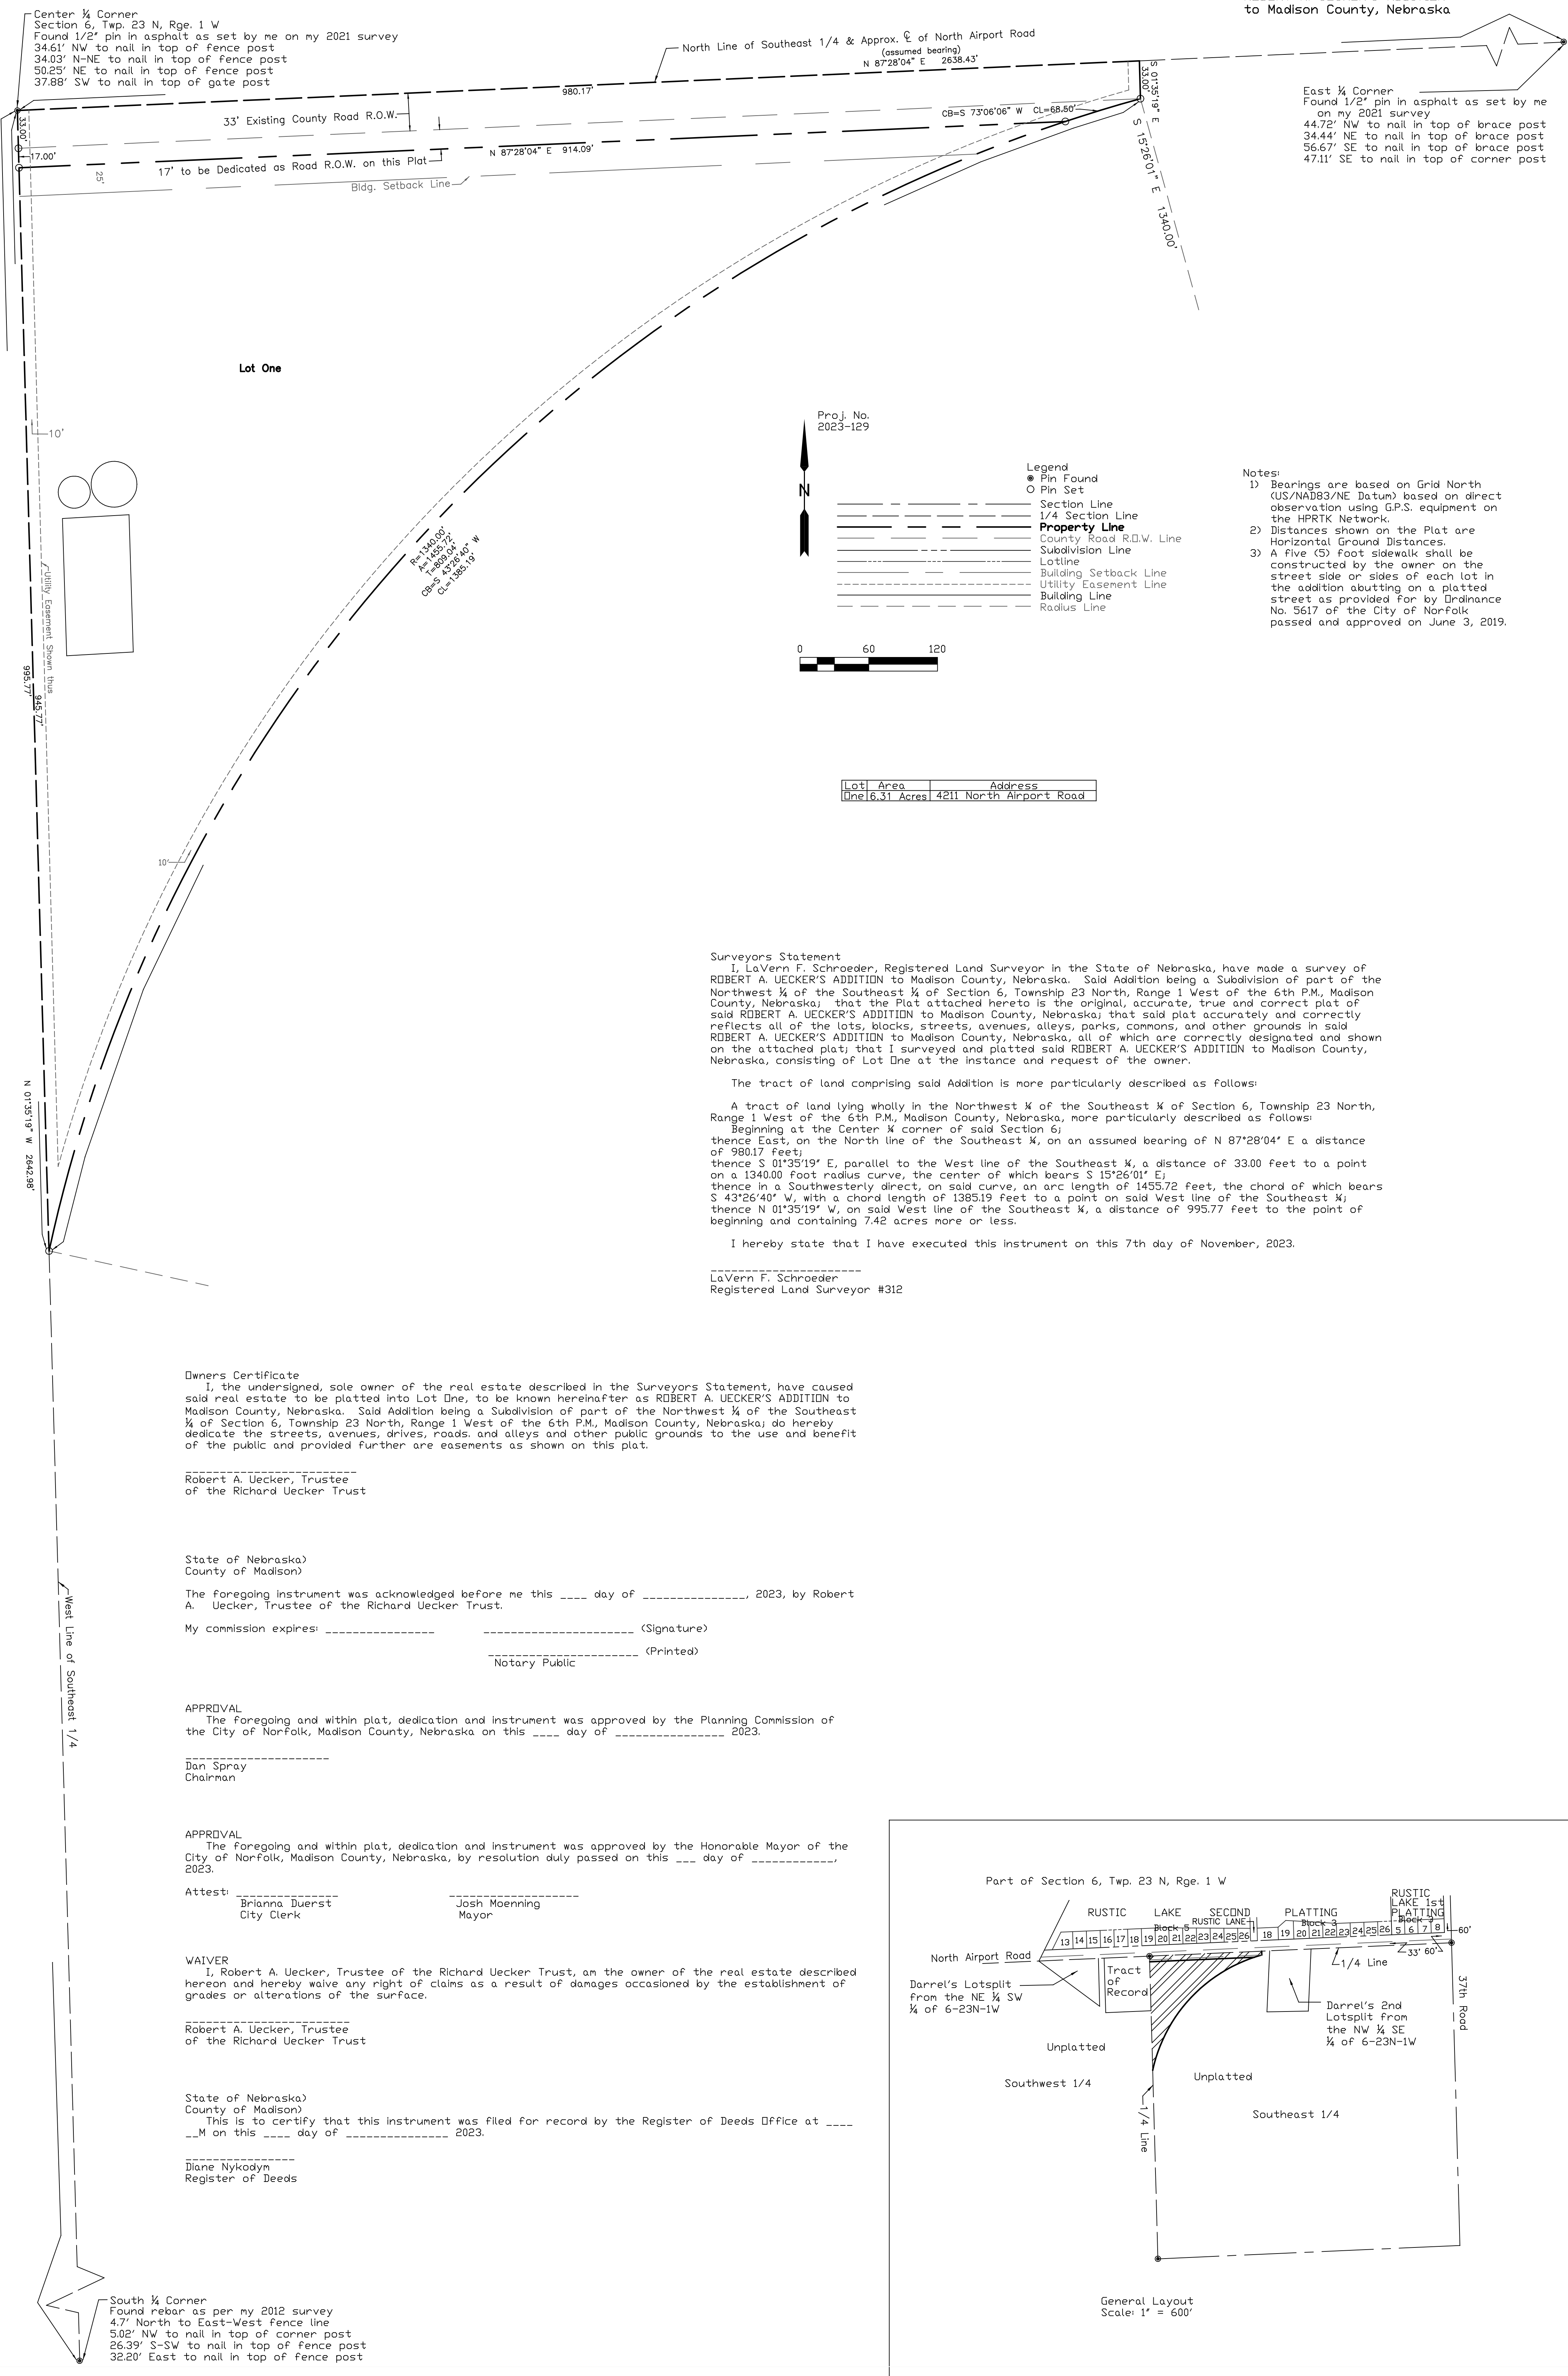 to Madison County, Nebraska
Center ¼ Corner
Section 6, Twp. 23 N, Rge. 1 W
Found 1/2" pin in asphalt as set by me on my 2021 survey
34.61' NW to nail in top of fence post
34.03' N-NE to nail in top of fence post
50.25' NE to nail in top of fence post
37.88' SW to nail in top of gate post
North Line of Southeast 1/4 & Approx. ℄ of North Airport Road
(assumed bearing)
N 87°28'04" E 2638.43'
980.17'
33' Existing County Road R.O.W.
CB=S 73°06'06" W CL=68.50'
S 01°35'19" E
33.00'
S 15°26'01" E 1340.00'
East ¼ Corner
Found 1/2" pin in asphalt as set by me
on my 2021 survey
44.72' NW to nail in top of brace post
34.44' NE to nail in top of brace post
56.67' SE to nail in top of brace post
47.11' SE to nail in top of corner post
33.00'
17.00'
N 87°28'04" E 914.09'
17' to be Dedicated as Road R.O.W. on this Plat
25'
Bldg. Setback Line
Lot One
10'
Utility Easement Shown thus
995.77'
945.77'
R=1340.00'
A=1455.72'
T=809.04'
CB=S 43°26'40" W
CL=1385.19'
10'
N 01°35'19" W 2642.98'
Proj. No.
2023-129
N
Legend
Pin Found
Pin Set
Section Line
1/4 Section Line
Property Line
County Road R.O.W. Line
Subdivision Line
Lotline
Building Setback Line
Utility Easement Line
Building Line
Radius Line
0 60 120
Notes:
1) Bearings are based on Grid North
(US/NAD83/NE Datum) based on direct
observation using G.P.S. equipment on
the HPRTK Network.
2) Distances shown on the Plat are
Horizontal Ground Distances.
3) A five (5) foot sidewalk shall be
constructed by the owner on the
street side or sides of each lot in
the addition abutting on a platted
street as provided for by Ordinance
No. 5617 of the City of Norfolk
passed and approved on June 3, 2019.
Lot Area Address
One 6.31 Acres 4211 North Airport Road
Surveyors Statement
I, LaVern F. Schroeder, Registered Land Surveyor in the State of Nebraska, have made a survey of
ROBERT A. UECKER'S ADDITION to Madison County, Nebraska. Said Addition being a Subdivision of part of the
Northwest ¼ of the Southeast ¼ of Section 6, Township 23 North, Range 1 West of the 6th P.M., Madison
County, Nebraska; that the Plat attached hereto is the original, accurate, true and correct plat of
said ROBERT A. UECKER'S ADDITION to Madison County, Nebraska; that said plat accurately and correctly
reflects all of the lots, blocks, streets, avenues, alleys, parks, commons, and other grounds in said
ROBERT A. UECKER'S ADDITION to Madison County, Nebraska, all of which are correctly designated and shown
on the attached plat; that I surveyed and platted said ROBERT A. UECKER'S ADDITION to Madison County,
Nebraska, consisting of Lot One at the instance and request of the owner.
The tract of land comprising said Addition is more particularly described as follows:
A tract of land lying wholly in the Northwest ¼ of the Southeast ¼ of Section 6, Township 23 North,
Range 1 West of the 6th P.M., Madison County, Nebraska, more particularly described as follows:
Beginning at the Center ¼ corner of said Section 6;
thence East, on the North line of the Southeast ¼, on an assumed bearing of N 87°28'04" E a distance
of 980.17 feet;
thence S 01°35'19" E, parallel to the West line of the Southeast ¼, a distance of 33.00 feet to a point
on a 1340.00 foot radius curve, the center of which bears S 15°26'01" E;
thence in a Southwesterly direct, on said curve, an arc length of 1455.72 feet, the chord of which bears
S 43°26'40" W, with a chord length of 1385.19 feet to a point on said West line of the Southeast ¼;
thence N 01°35'19" W, on said West line of the Southeast ¼, a distance of 995.77 feet to the point of
beginning and containing 7.42 acres more or less.
I hereby state that I have executed this instrument on this 7th day of November, 2023.
______________________
LaVern F. Schroeder
Registered Land Surveyor #312
Owners Certificate
I, the undersigned, sole owner of the real estate described in the Surveyors Statement, have caused
said real estate to be platted into Lot One, to be known hereinafter as ROBERT A. UECKER'S ADDITION to
Madison County, Nebraska. Said Addition being a Subdivision of part of the Northwest ¼ of the Southeast
¼ of Section 6, Township 23 North, Range 1 West of the 6th P.M., Madison County, Nebraska; do hereby
dedicate the streets, avenues, drives, roads. and alleys and other public grounds to the use and benefit
of the public and provided further are easements as shown on this plat.
_________________________
Robert A. Uecker, Trustee
of the Richard Uecker Trust
State of Nebraska)
County of Madison)
The foregoing instrument was acknowledged before me this ____ day of _______________, 2023, by Robert
A. Uecker, Trustee of the Richard Uecker Trust.
My commission expires: ________________ ______________________ (Signature)
______________________ (Printed)
Notary Public
APPROVAL
The foregoing and within plat, dedication and instrument was approved by the Planning Commission of
the City of Norfolk, Madison County, Nebraska on this ____ day of ________________ 2023.
_____________________
Dan Spray
Chairman
APPROVAL
The foregoing and within plat, dedication and instrument was approved by the Honorable Mayor of the
City of Norfolk, Madison County, Nebraska, by resolution duly passed on this ___ day of ____________,
2023.
Attest: _______________ ___________________
Brianna Duerst Josh Moenning
City Clerk Mayor
WAIVER
I, Robert A. Uecker, Trustee of the Richard Uecker Trust, am the owner of the real estate described
hereon and hereby waive any right of claims as a result of damages occasioned by the establishment of
grades or alterations of the surface.
________________________
Robert A. Uecker, Trustee
of the Richard Uecker Trust
State of Nebraska)
County of Madison)
This is to certify that this instrument was filed for record by the Register of Deeds Office at ____
__M on this ____ day of _______________ 2023.
________________
Diane Nykodym
Register of Deeds
West Line of Southeast 1/4
South ¼ Corner
Found rebar as per my 2012 survey
4.7' North to East-West fence line
5.02' NW to nail in top of corner post
26.39' S-SW to nail in top of fence post
32.20' East to nail in top of fence post
Part of Section 6, Twp. 23 N, Rge. 1 W
RUSTIC LAKE SECOND PLATTING
RUSTIC
LAKE 1st
PLATTING
Block 5 RUSTIC LANE Block 3 Block 3
13 14 15 16 17 18 19 20 21 22 23 24 25 26 18 19 20 21 22 23 24 25 26 5 6 7 8
60'
33' 60'
North Airport Road
1/4 Line
Tract
of
Record
Darrel's Lotsplit
from the NE ¼ SW
¼ of 6-23N-1W
Darrel's 2nd
Lotsplit from
the NW ¼ SE
¼ of 6-23N-1W
37th Road
Unplatted
Southwest 1/4
Unplatted
Southeast 1/4
1/4 Line
General Layout
Scale: 1" = 600'